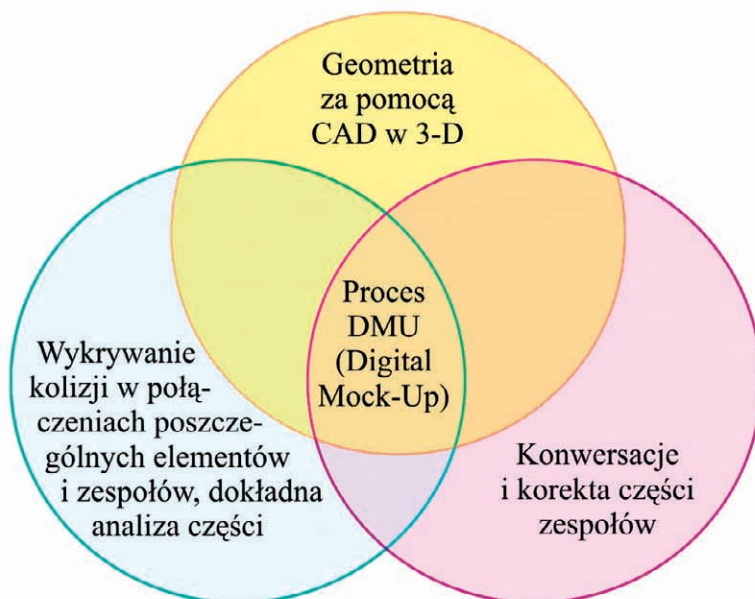 Geometria
za pomocą
CAD w 3-D
Proces
DMU
(Digital
Mock-Up)
Wykrywanie
kolizji w połą-
czeniach poszcze-
gólnych elementów
i zespołów, dokładna
analiza części
Konwersacje
i korekta części
zespołów